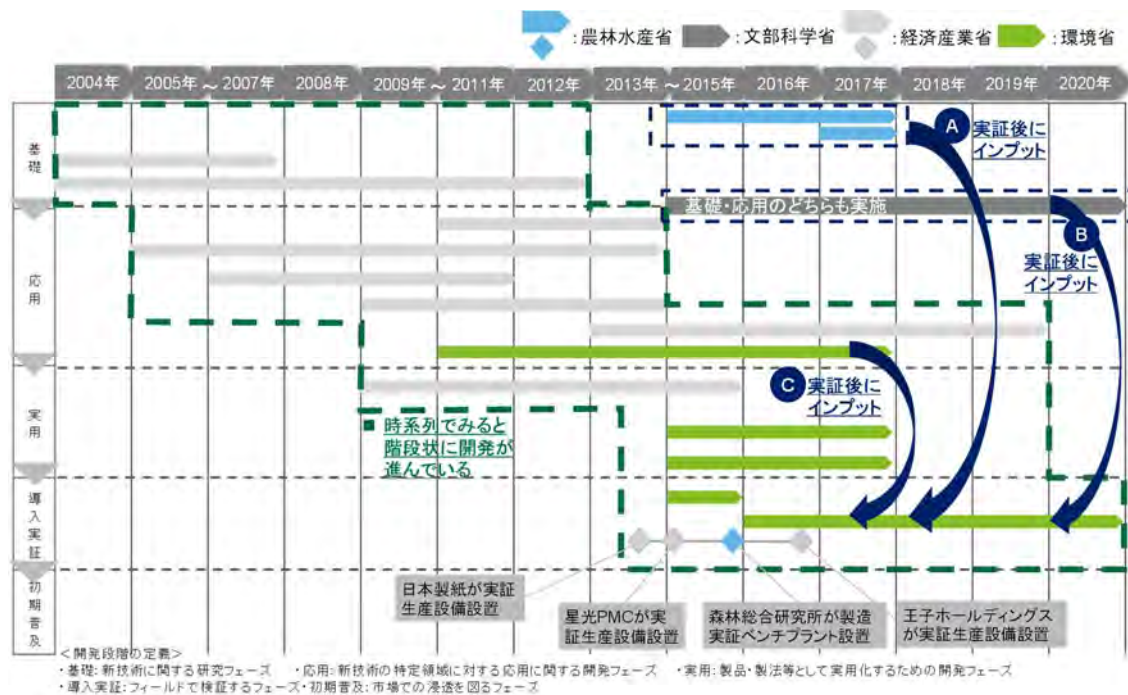 :農林水産省
:文部科学省
:経済産業省
:環境省
2004年
2005年
～
2007年
2008年
2009年
～
2011年
2012年
2013年
～
2015年
2016年
2017年
2018年
2019年
2020年
基礎
A
実証後に
インプット
基礎・応用のどちらも実施
B
実証後に
インプット
応用
C
実証後に
インプット
実用
時系列でみると
階段状に開発が
進んでいる
導入実証
日本製紙が実証
生産設備設置
星光PMCが実
証生産設備設置
森林総合研究所が製造
実証ベンチプラント設置
王子ホールディングス
が実証生産設備設置
初期普及
＜開発段階の定義＞
・基礎:新技術に関する研究フェーズ ・応用:新技術の特定領域に対する応用に関する開発フェーズ ・実用:製品・製法等として実用化するための開発フェーズ
・導入実証:フィールドで検証するフェーズ・初期普及:市場での浸透を図るフェーズ